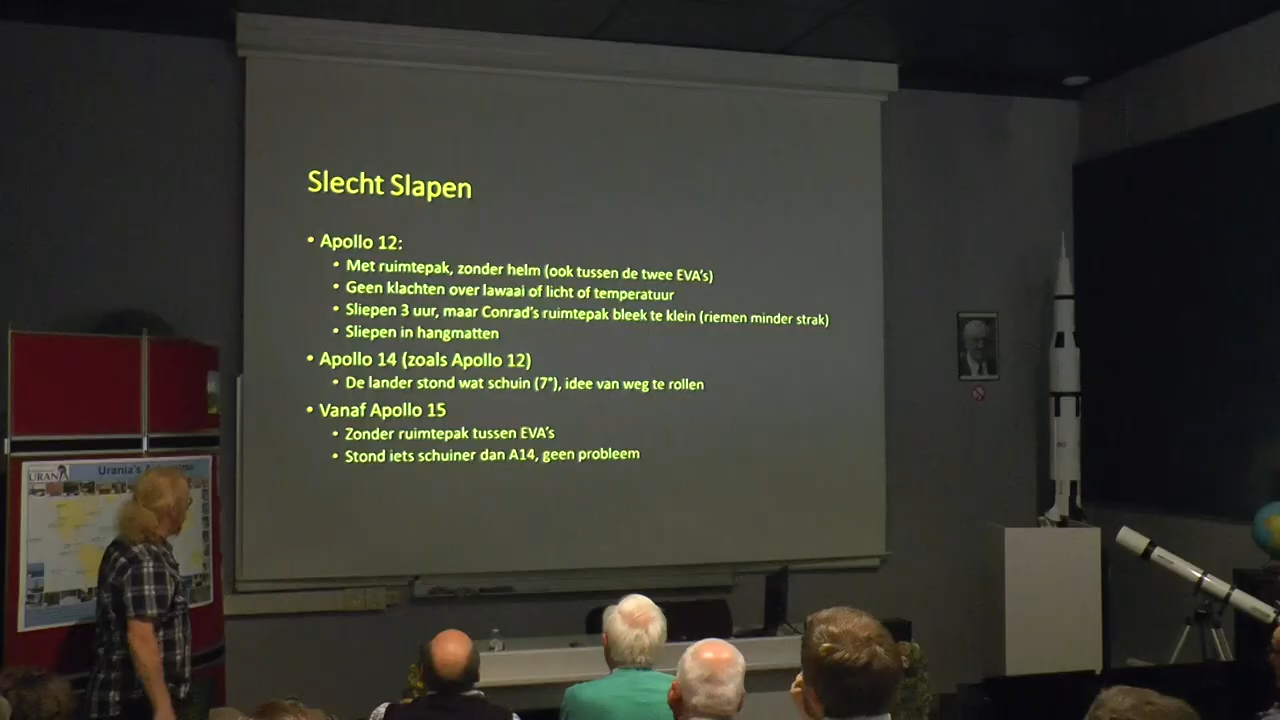 Slecht Slapen
• Apollo 12:
• Met ruimtepak, zonder helm (ook tussen de twee EVA's)
• Geen klachten over lawaai of licht of temperatuur
• Sliepen 3 uur, maar Conrad's ruimtepak bleek te klein (riemen minder strak)
• Sliepen in hangmatten
• Apollo 14 (zoals Apollo 12)
• De lander stond wat schuin (7°), idee van weg te rollen
• Vanaf Apollo 15
• Zonder ruimtepak tussen EVA's
• Stond iets schuiner dan A14, geen probleem
URANIA
Urania's